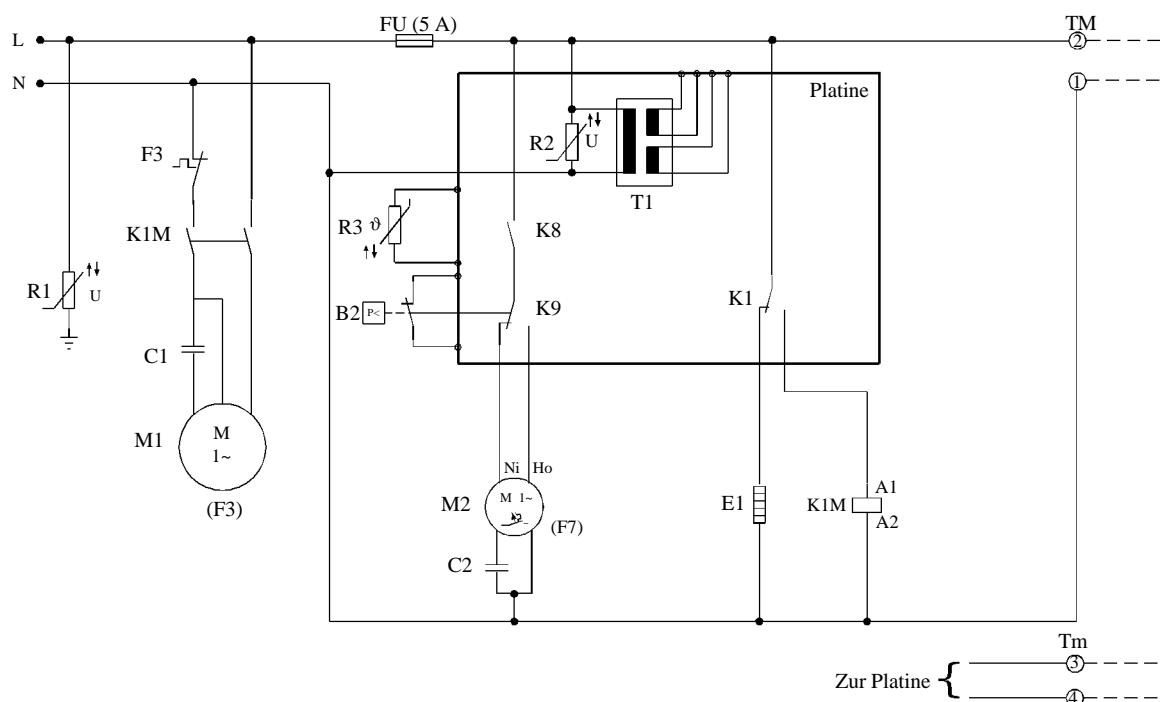 FU (5 A)
TM
L
2
N
1
Platine
R2
U
T1
F3
R3
ϑ
K8
K1M
R1
U
B2
P<
K9
K1
C1
M1
M
1~
(F3)
Ni
Ho
M2
M 1~
(F7)
E1
K1M
A1
A2
C2
Tm
3
Zur Platine
4